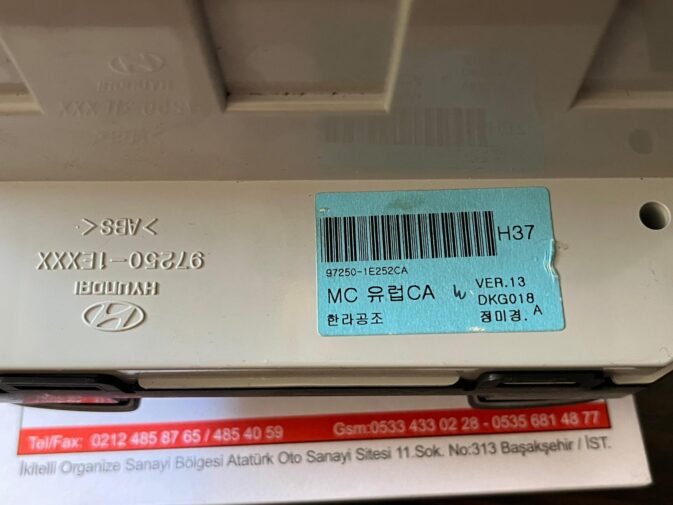 HYUNDAI
97250-1EXXX
>ABS<
H37
97250-1E252CA
MC 유럽CA
VER.13
DKG018
한라공조
정미경. A
Tel/Fax: 0212 485 87 65 / 485 40 59
Gsm:0533 433 02 28 - 0535 681 48 77
İkitelli Organize Sanayi Bölgesi Atatürk Oto Sanayi Sitesi 11.Sok. No:313 Başakşehir / İST.